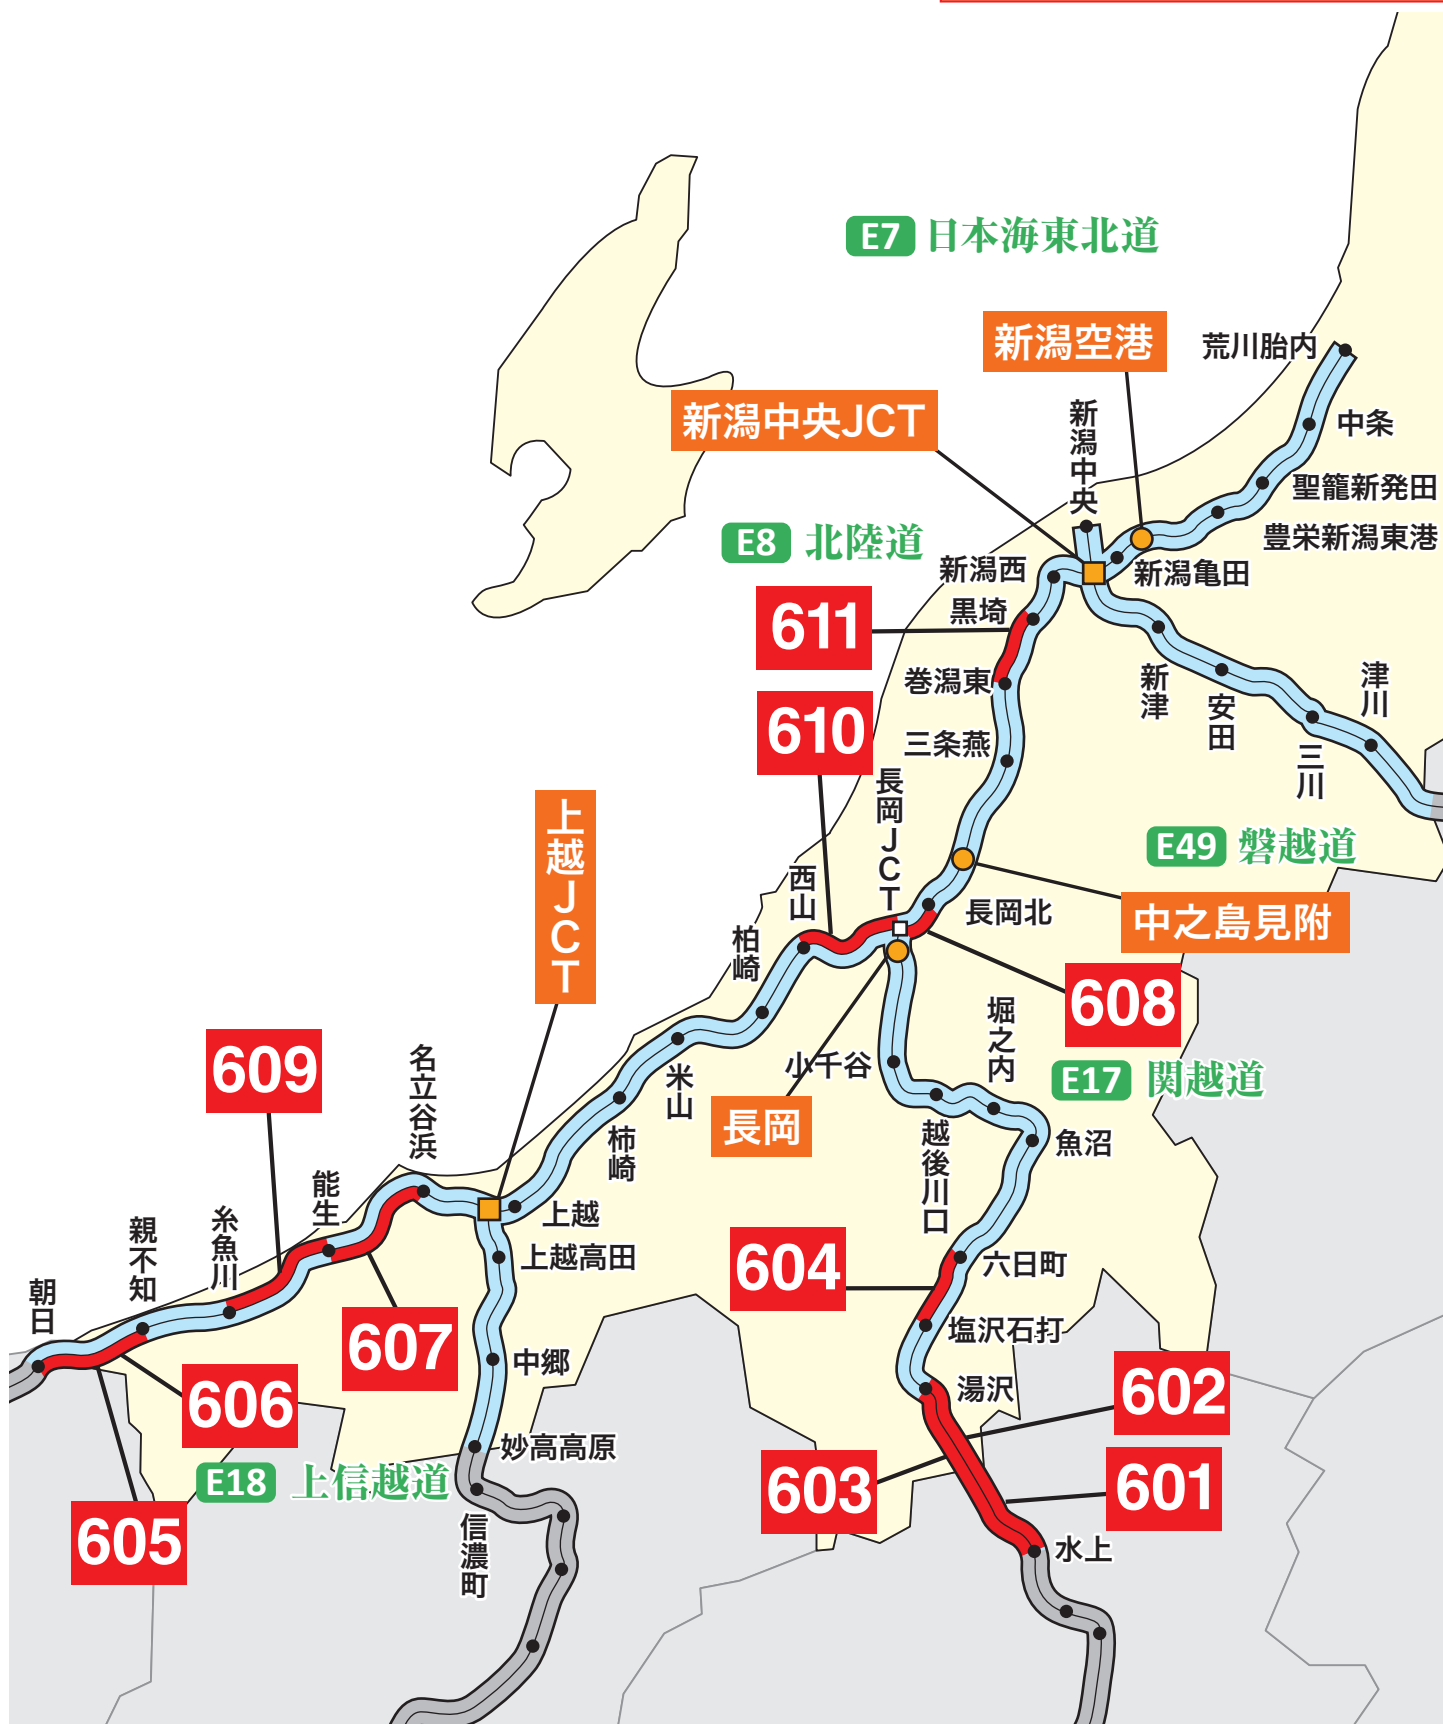 E7 日本海東北道
新潟空港
荒川胎内
新潟中央JCT
新潟中央
中条
聖籠新発田
豊栄新潟東港
E8 北陸道
新潟西
新潟亀田
黒埼
611
巻潟東
新津
安田
津川
三川
610
三条燕
長岡JCT
上越JCT
E49 磐越道
西山
長岡北
中之島見附
柏崎
608
堀之内
609
名立谷浜
米山
小千谷
E17 関越道
長岡
柿崎
越後川口
魚沼
能生
糸魚川
親不知
上越
上越高田
604
六日町
朝日
607
塩沢石打
中郷
湯沢
606
602
妙高高原
603
601
E18 上信越道
605
信濃町
水上